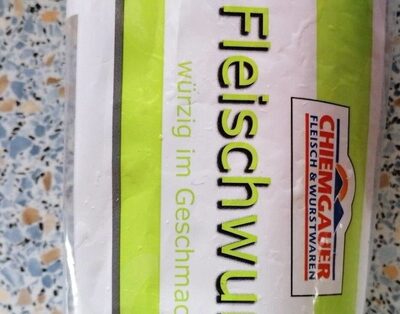 CHIEMGAUER
FLEISCH & WURSTWAREN
Fleischwu
würzig im Geschmac